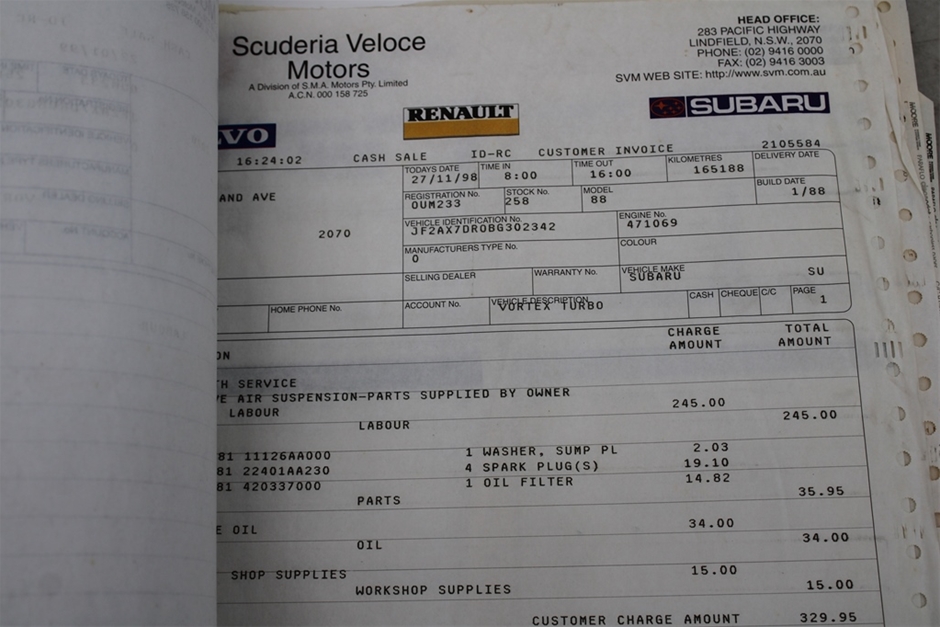 Scuderia Veloce
Motors
A Division of S.M.A. Motors Pty. Limited
A.C.N. 000 158 725
HEAD OFFICE:
283 PACIFIC HIGHWAY
LINDFIELD, N.S.W., 2070
PHONE: (02) 9416 0000
FAX: (02) 9416 3003
SVM WEB SITE: http://www.svm.com.au
VO
RENAULT
SUBARU
16:24:02 CASH SALE ID-RC CUSTOMER INVOICE 2105584
TODAYS DATE TIME IN TIME OUT KILOMETRES DELIVERY DATE
27/11/98 8:00 16:00 165188
REGISTRATION No. STOCK No. MODEL BUILD DATE
AND AVE OUM233 258 88 1/88
VEHICLE IDENTIFICATION No. ENGINE No.
2070 JF2AX7DROBG302342 471069
MANUFACTURERS TYPE No. COLOUR
0
SELLING DEALER WARRANTY No. VEHICLE MAKE
SUBARU SU
HOME PHONE No. ACCOUNT No. VEHICLE DESCRIPTION CASH CHEQUE C/C PAGE
VORTEX TURBO 1
ON CHARGE AMOUNT TOTAL AMOUNT
TH SERVICE
VE AIR SUSPENSION-PARTS SUPPLIED BY OWNER
LABOUR 245.00
LABOUR 245.00
81 11126AA000 1 WASHER, SUMP PL 2.03
81 22401AA230 4 SPARK PLUG(S) 19.10
81 420337000 1 OIL FILTER 14.82
PARTS 35.95
E OIL 34.00
OIL 34.00
SHOP SUPPLIES 15.00
WORKSHOP SUPPLIES 15.00
CUSTOMER CHARGE AMOUNT 329.95
MOORE
MOORE